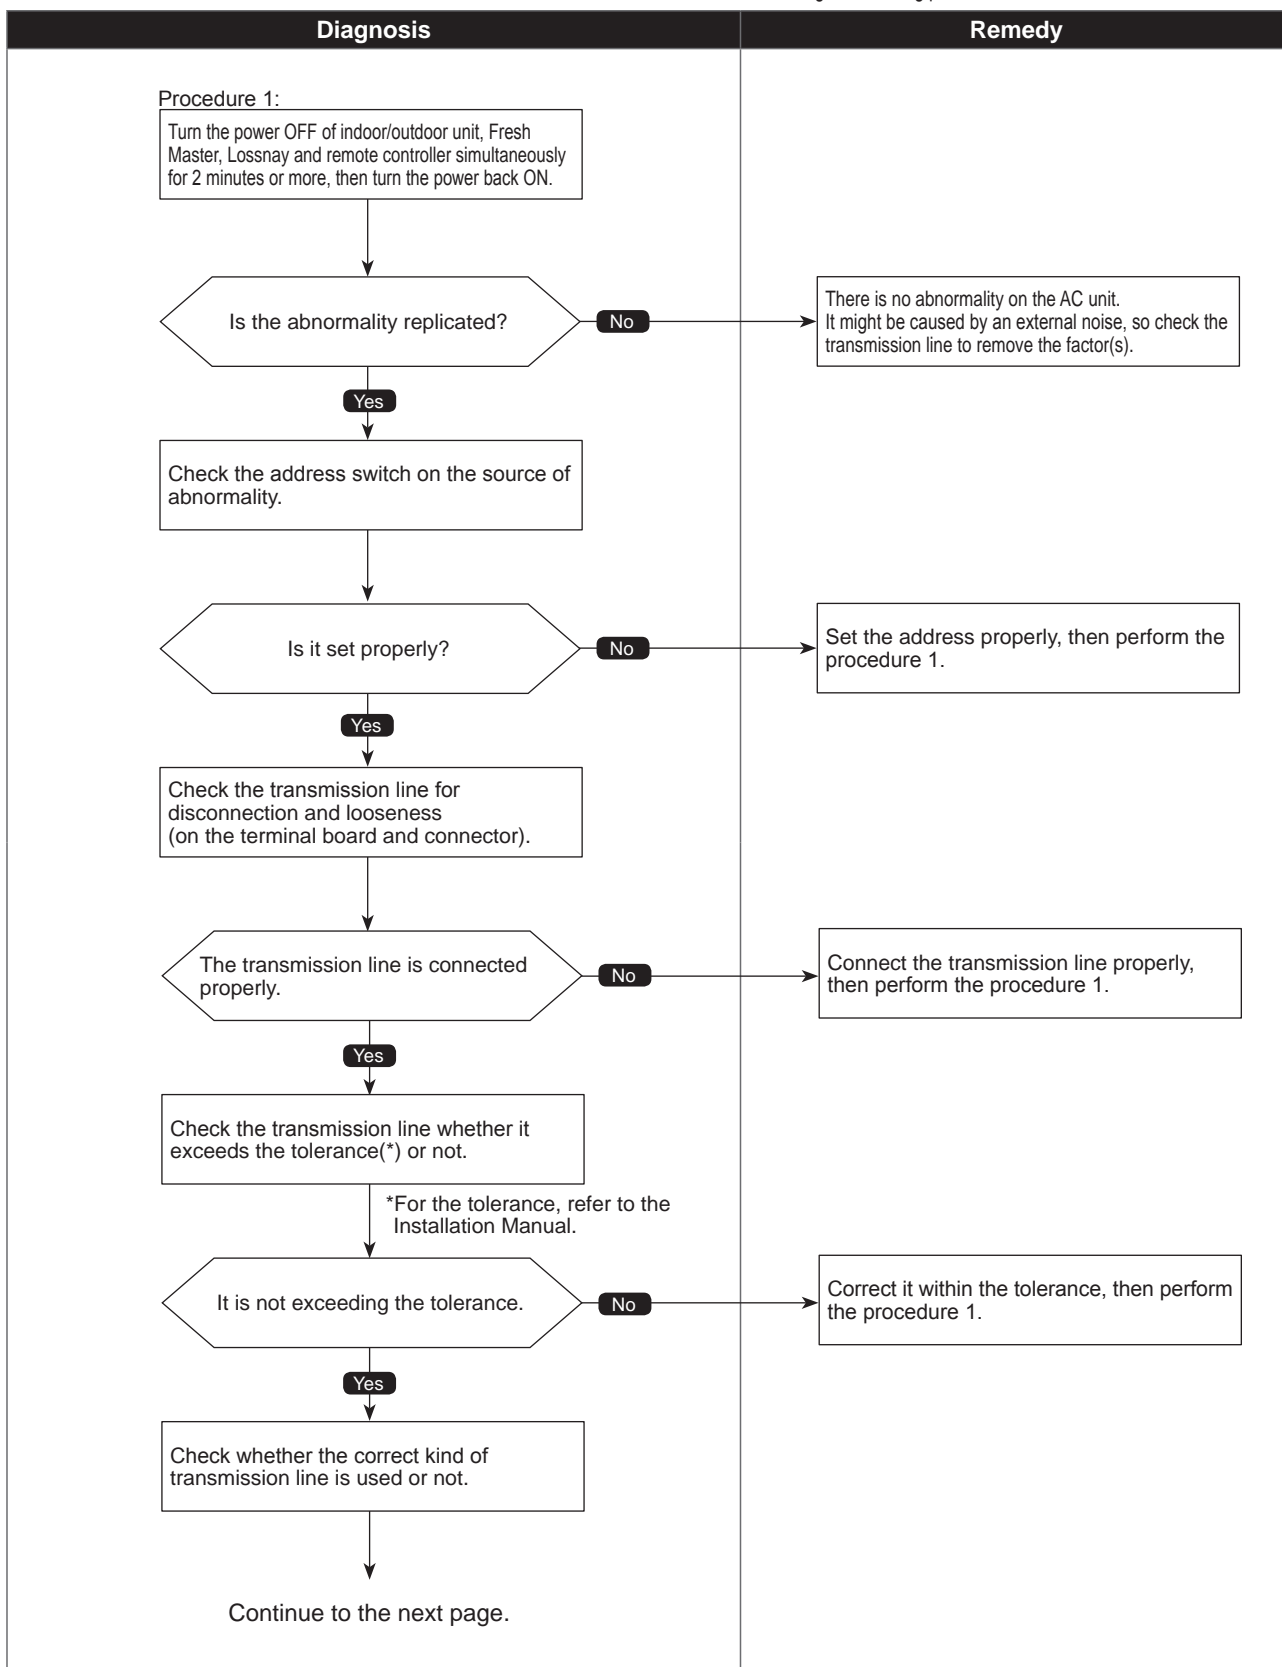 Diagnosis
Remedy
Procedure 1:
Turn the power OFF of indoor/outdoor unit, Fresh
Master, Lossnay and remote controller simultaneously
for 2 minutes or more, then turn the power back ON.
Is the abnormality replicated?
No
There is no abnormality on the AC unit.
It might be caused by an external noise, so check the
transmission line to remove the factor(s).
Yes
Check the address switch on the source of
abnormality.
Is it set properly?
No
Set the address properly, then perform the
procedure 1.
Yes
Check the transmission line for
disconnection and looseness
(on the terminal board and connector).
The transmission line is connected
properly.
No
Connect the transmission line properly,
then perform the procedure 1.
Yes
Check the transmission line whether it
exceeds the tolerance(*) or not.
*For the tolerance, refer to the
Installation Manual.
It is not exceeding the tolerance.
No
Correct it within the tolerance, then perform
the procedure 1.
Yes
Check whether the correct kind of
transmission line is used or not.
Continue to the next page.